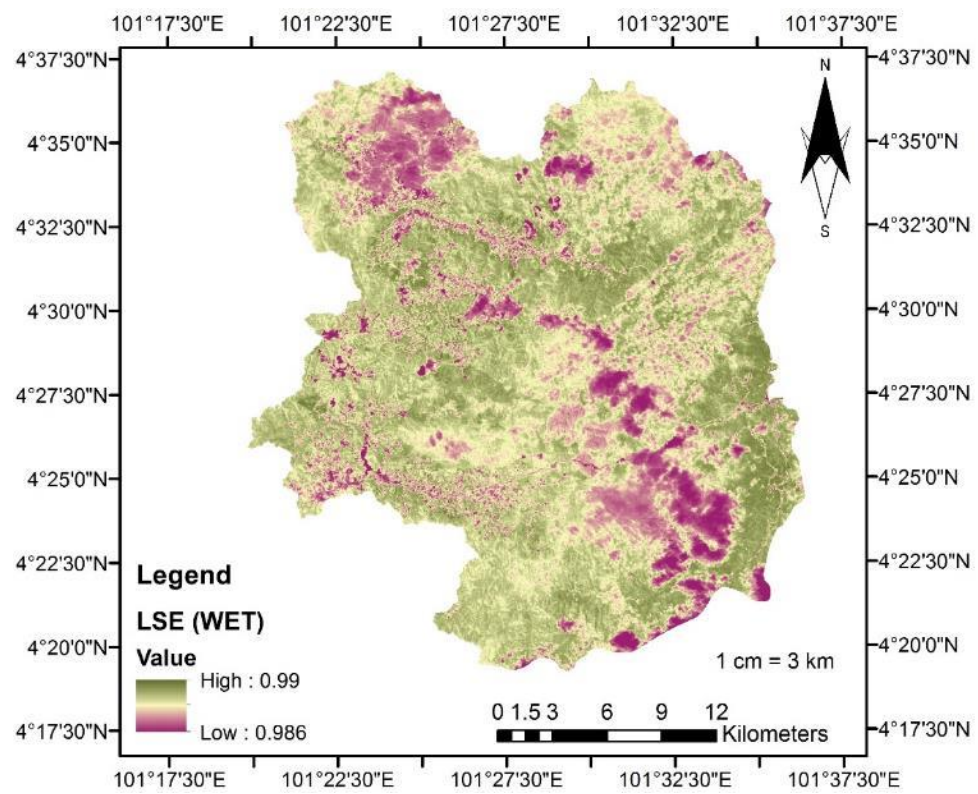 101°17'30"E 101°22'30"E 101°27'30"E 101°32'30"E 101°37'30"E
4°37'30"N 4°37'30"N
N
4°35'0"N 4°35'0"N
S
4°32'30"N 4°32'30"N
4°30'0"N 4°30'0"N
4°27'30"N 4°27'30"N
4°25'0"N 4°25'0"N
4°22'30"N 4°22'30"N
Legend
LSE (WET)
4°20'0"N 4°20'0"N
Value
1 cm = 3 km
High : 0.99
Low : 0.986
0 1.5 3 6 9 12
Kilometers
4°17'30"N 4°17'30"N
101°17'30"E 101°22'30"E 101°27'30"E 101°32'30"E 101°37'30"E